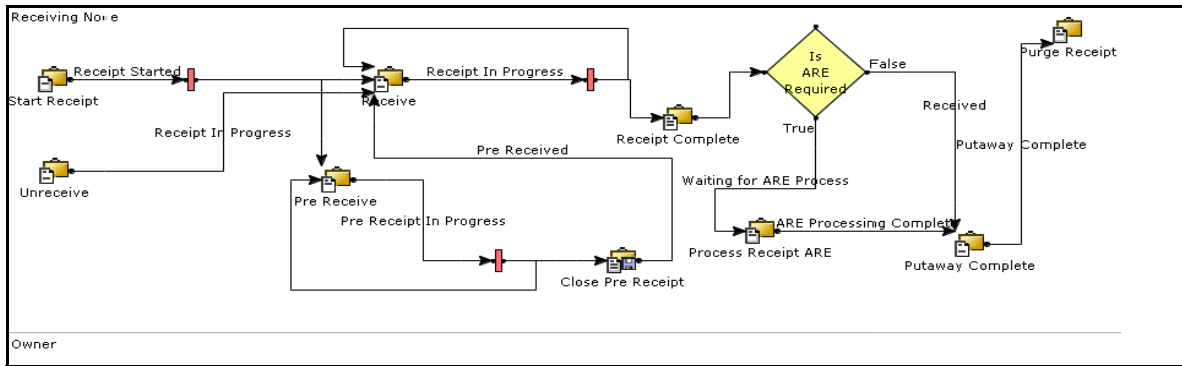 Receiving Node
Receipt Started
Start Receipt
Receipt In Progress
Unreceive
Receive
Receipt In Progress
Pre Received
Pre Receive
Pre Receipt In Progress
Close Pre Receipt
Receipt Complete
Is
ARE
Required
False
True
Received
Waiting for ARE Process
Process Receipt ARE
ARE Processing Complete
Putaway Complete
Putaway Complete
Purge Receipt
Owner